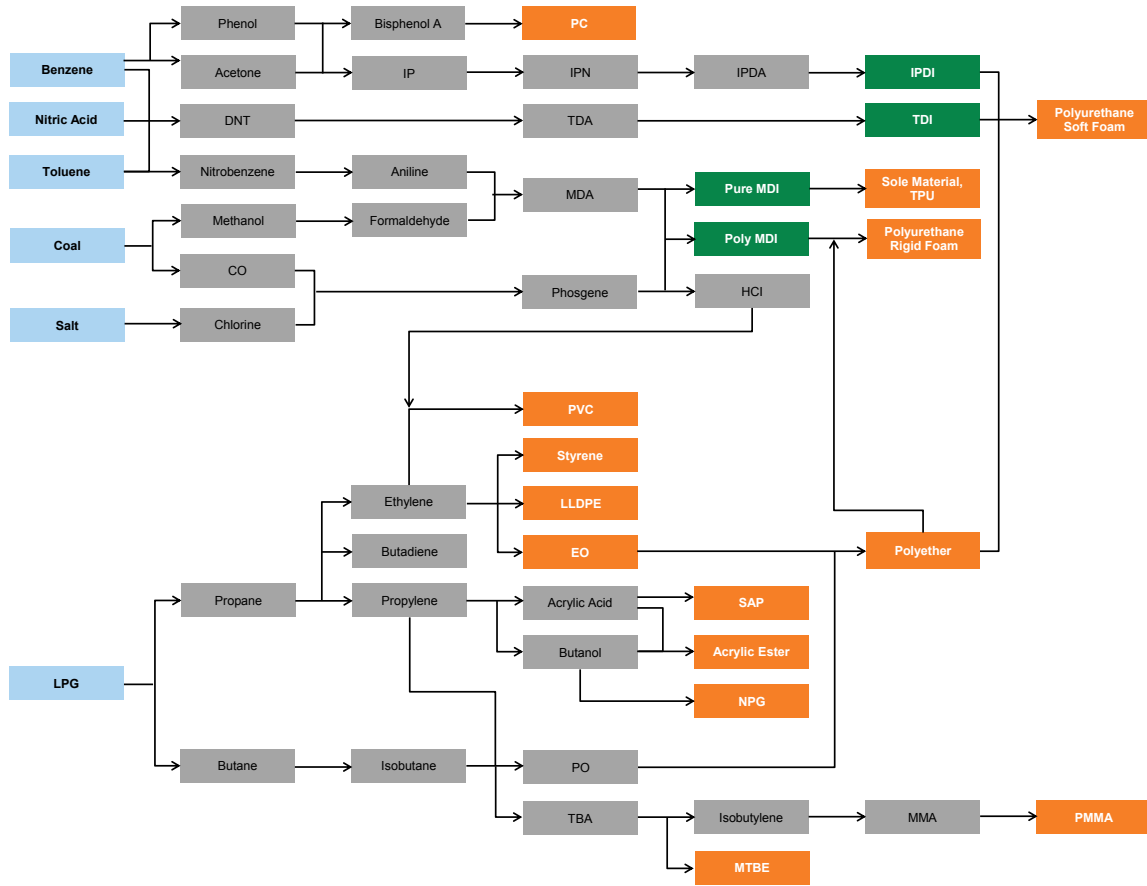 Phenol
Bisphenol A
PC
Benzene
Acetone
IP
IPN
IPDA
IPDI
Nitric Acid
DNT
TDA
TDI
Polyurethane
Soft Foam
Toluene
Nitrobenzene
Aniline
MDA
Pure MDI
Sole Material,
TPU
Coal
Methanol
Formaldehyde
Poly MDI
Polyurethane
Rigid Foam
CO
Phosgene
HCI
Salt
Chlorine
PVC
Styrene
Ethylene
LLDPE
Butadiene
EO
Polyether
Propane
Propylene
Acrylic Acid
SAP
Butanol
Acrylic Ester
LPG
NPG
Butane
Isobutane
PO
TBA
Isobutylene
MMA
PMMA
MTBE